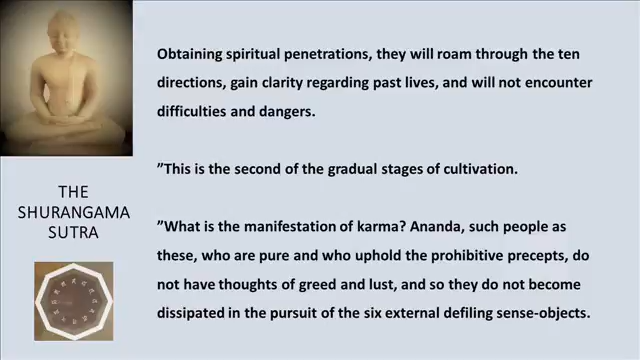 Obtaining spiritual penetrations, they will roam through the ten
directions, gain clarity regarding past lives, and will not encounter
difficulties and dangers.
”This is the second of the gradual stages of cultivation.
”What is the manifestation of karma? Ananda, such people as
these, who are pure and who uphold the prohibitive precepts, do
not have thoughts of greed and lust, and so they do not become
dissipated in the pursuit of the six external defiling sense-objects.
THE
SHURANGAMA
SUTRA